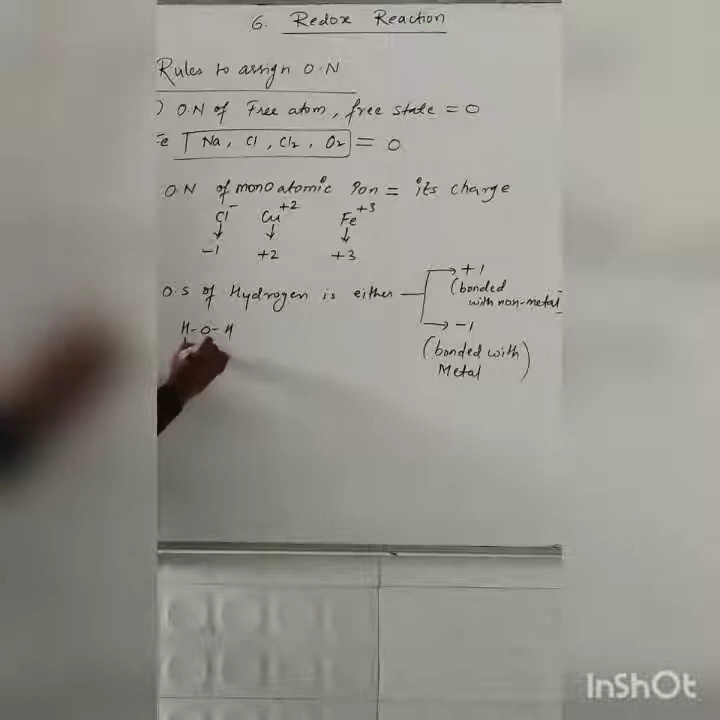 6. Redox Reaction
Rules to assign O.N
) O.N of Free atom, free state = 0
Na, Cl, Cl2, O2 = 0
O.N of monoatomic ion = its charge
Cl⁻ Cu⁺² Fe⁺³
-1 +2 +3
O.S of Hydrogen is either
+1
(bonded
with non-metal
-1
(bonded with
Metal)
H-O-H
InShOt